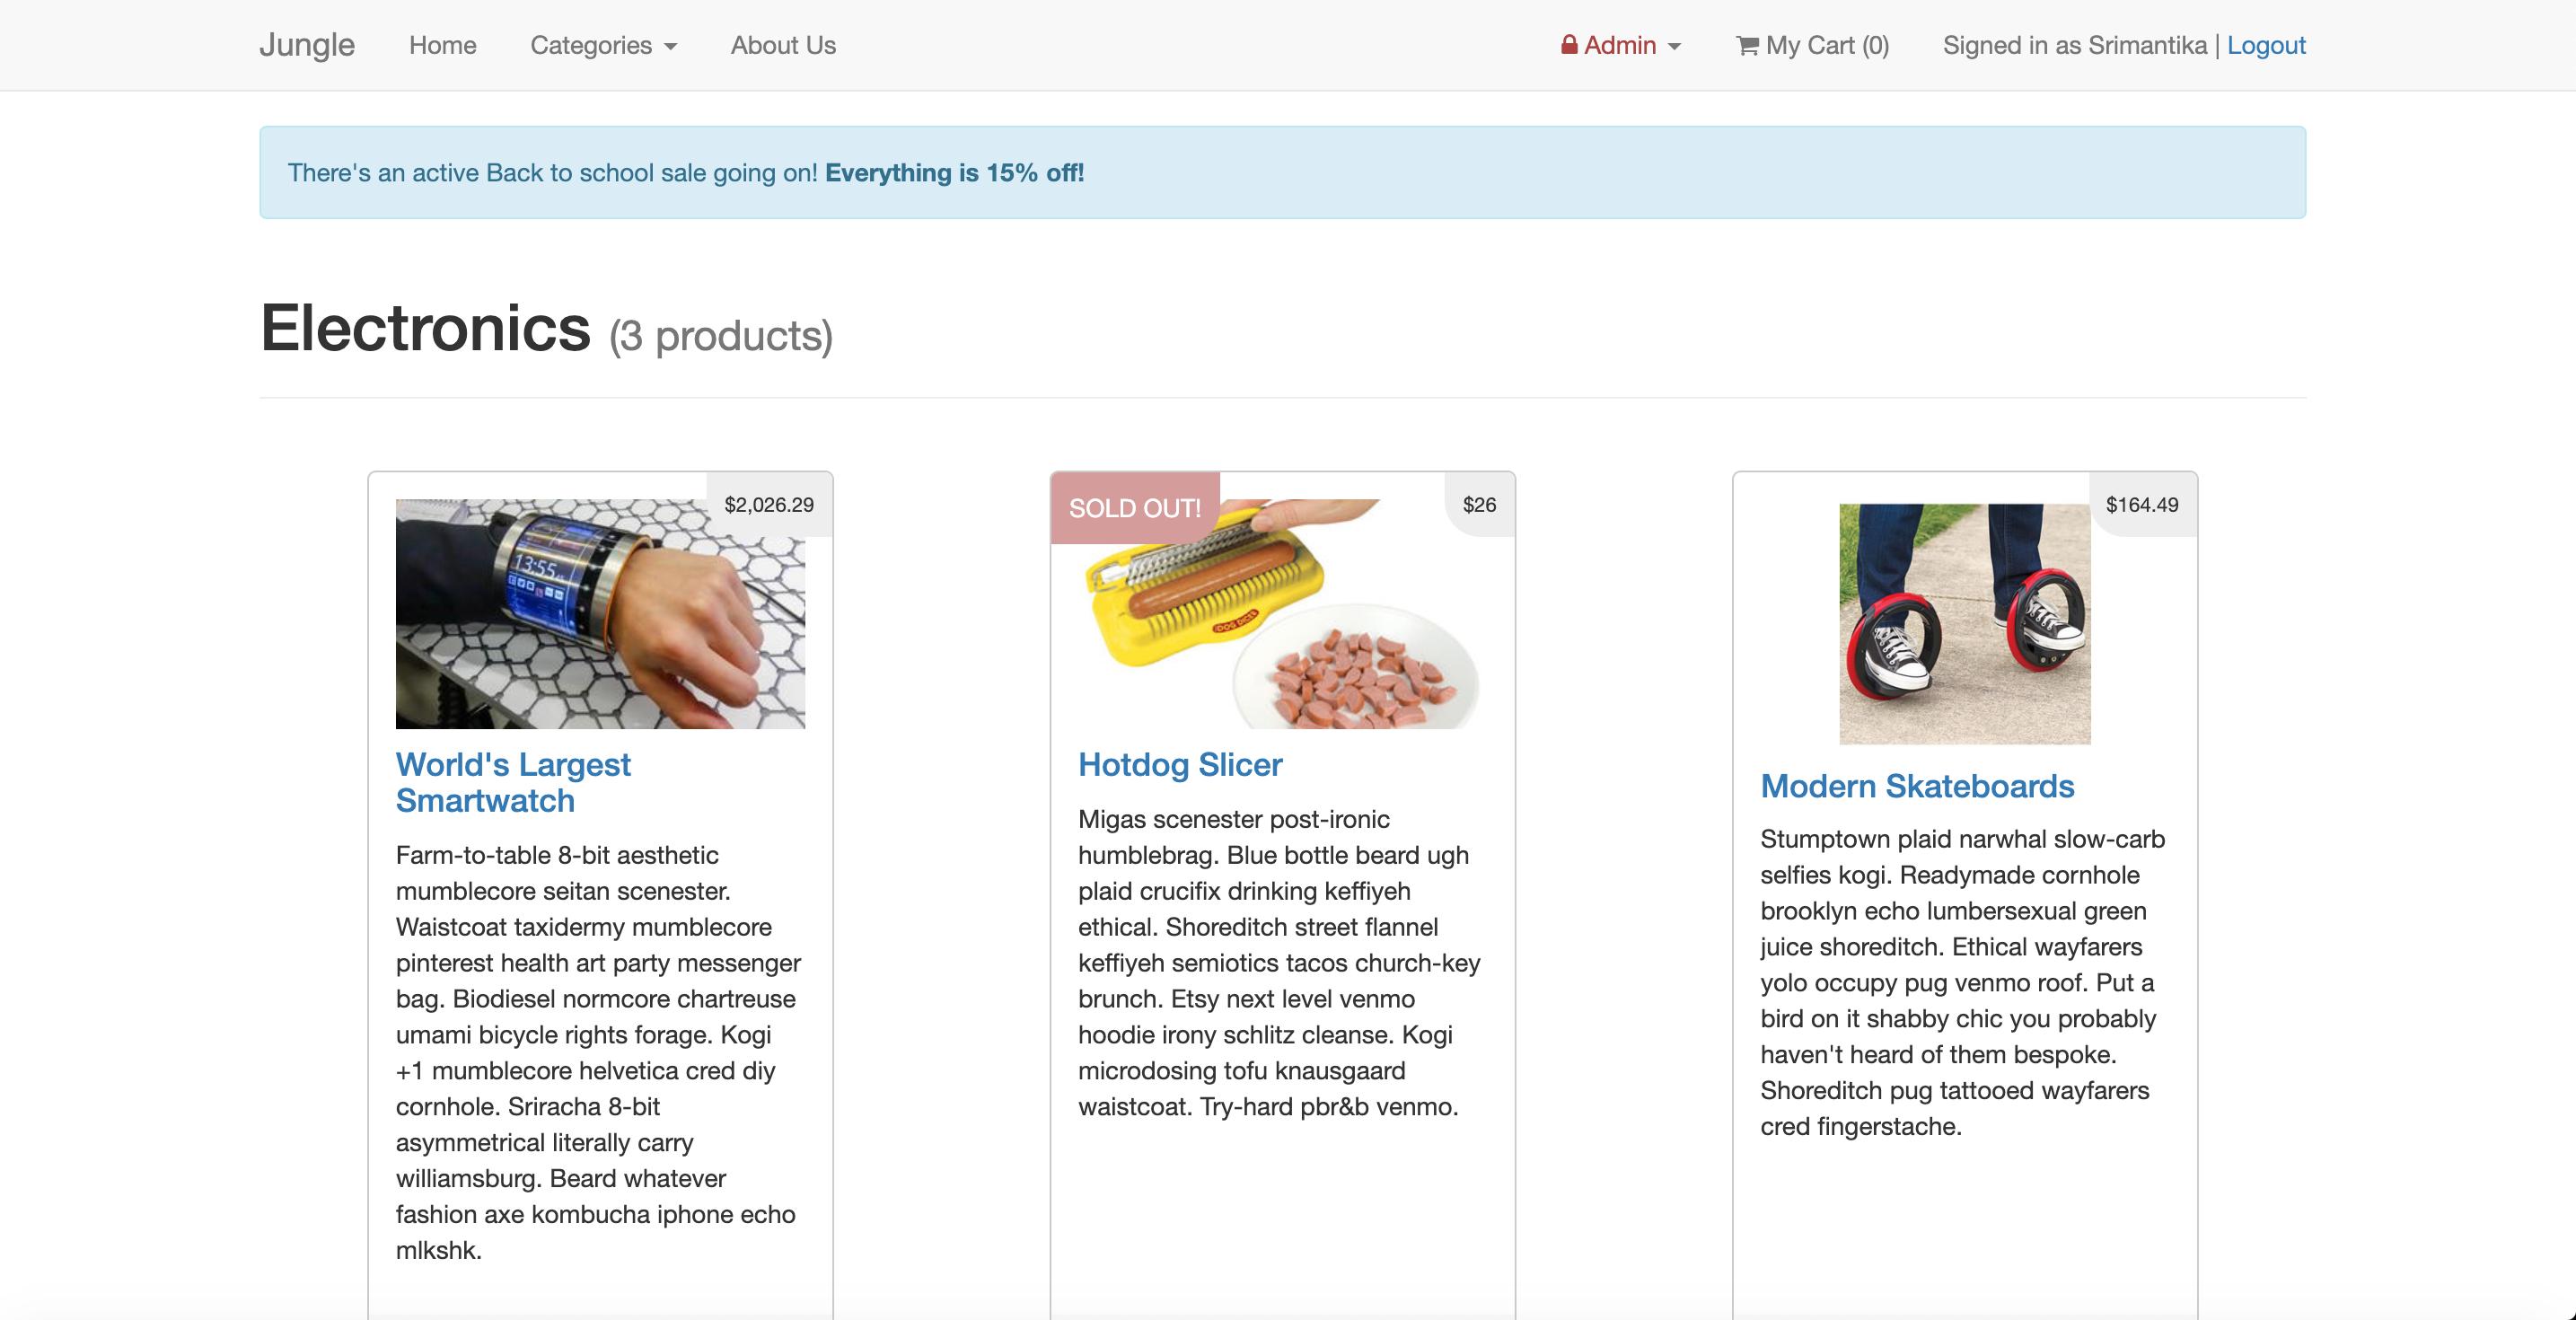 Jungle Home Categories About Us Admin My Cart (0) Signed in as Srimantika | Logout
There's an active Back to school sale going on! Everything is 15% off!
Electronics (3 products)
$2,026.29
13:55
World's Largest
Smartwatch
Farm-to-table 8-bit aesthetic
mumblecore seitan scenester.
Waistcoat taxidermy mumblecore
pinterest health art party messenger
bag. Biodiesel normcore chartreuse
umami bicycle rights forage. Kogi
+1 mumblecore helvetica cred diy
cornhole. Sriracha 8-bit
asymmetrical literally carry
williamsburg. Beard whatever
fashion axe kombucha iphone echo
mlkshk.
SOLD OUT!
$26
DOG DICER
Hotdog Slicer
Migas scenester post-ironic
humblebrag. Blue bottle beard ugh
plaid crucifix drinking keffiyeh
ethical. Shoreditch street flannel
keffiyeh semiotics tacos church-key
brunch. Etsy next level venmo
hoodie irony schlitz cleanse. Kogi
microdosing tofu knausgaard
waistcoat. Try-hard pbr&b venmo.
$164.49
Modern Skateboards
Stumptown plaid narwhal slow-carb
selfies kogi. Readymade cornhole
brooklyn echo lumbersexual green
juice shoreditch. Ethical wayfarers
yolo occupy pug venmo roof. Put a
bird on it shabby chic you probably
haven't heard of them bespoke.
Shoreditch pug tattooed wayfarers
cred fingerstache.